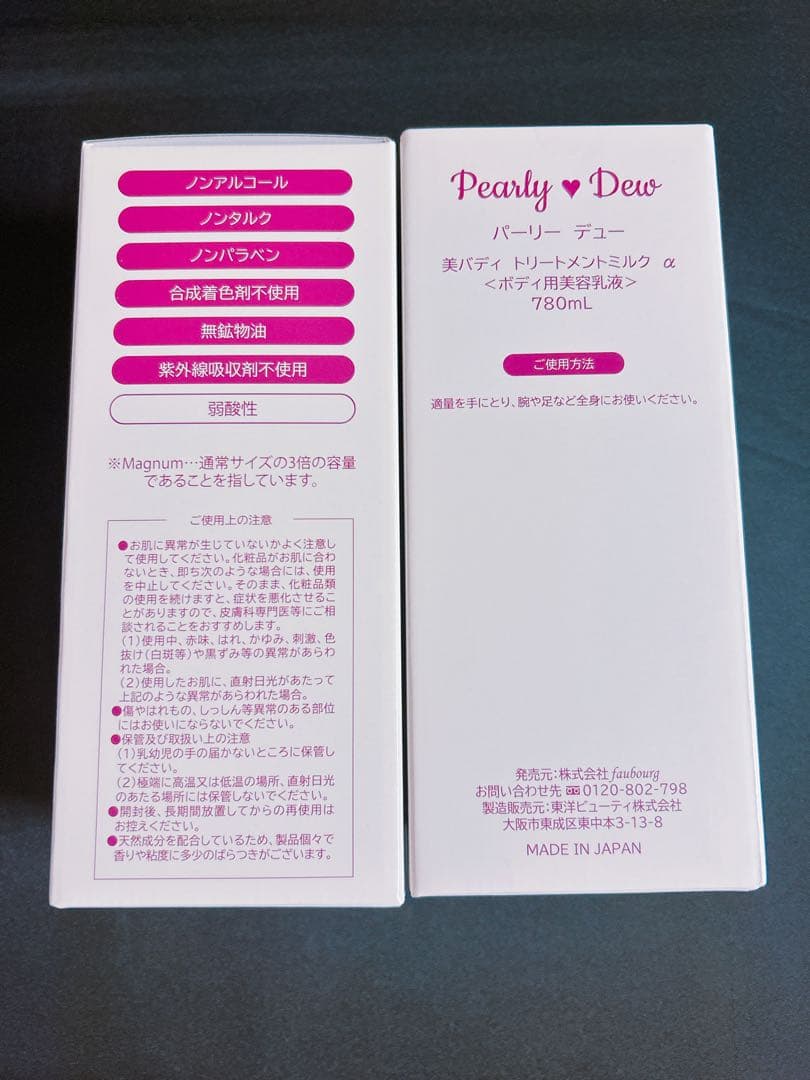 ノンアルコール
ノンタルク
ノンパラベン
合成着色剤不使用
無鉱物油
紫外線吸収剤不使用
弱酸性
※Magnum…通常サイズの3倍の容量
であることを指しています。
ご使用上の注意
●お肌に異常が生じていないかよく注意し
て使用してください。化粧品がお肌に合わ
ないとき、即ち次のような場合には、使用
を中止してください。そのまま、化粧品類
の使用を続けますと、症状を悪化させるこ
とがありますので、皮膚科専門医等にご相
談されることをおすすめします。
(1)使用中、赤味、はれ、かゆみ、刺激、色
抜け(白斑等)や黒ずみ等の異常があらわ
れた場合。
(2)使用したお肌に、直射日光があたって
上記のような異常があらわれた場合。
●傷やはれもの、しっしん等異常のある部位
にはお使いにならないでください。
●保管及び取扱い上の注意
(1)乳幼児の手の届かないところに保管し
てください。
(2)極端に高温又は低温の場所、直射日光
のあたる場所には保管しないでください。
●開封後、長期間放置してからの再使用は
お控えください。
●天然成分を配合しているため、製品個々で
香りや粘度に多少のばらつきがございます。
Pearly ♥ Dew
パーリー デュー
美バディ トリートメントミルク α
＜ボディ用美容乳液＞
780mL
ご使用方法
適量を手にとり、腕や足など全身にお使いください。
発売元:株式会社 faubourg
お問い合わせ先 0120-802-798
製造販売元:東洋ビューティ株式会社
大阪市東成区東中本3-13-8
MADE IN JAPAN